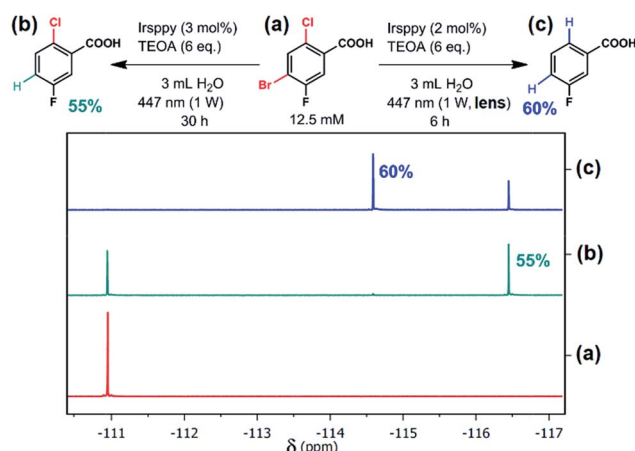 (b)
Cl
COOH
H
F
55%
Irsppy (3 mol%)
TEOA (6 eq.)
3 mL H₂O
447 nm (1 W)
30 h
(a)
Cl
COOH
Br
F
12.5 mM
Irsppy (2 mol%)
TEOA (6 eq.)
3 mL H₂O
447 nm (1 W, lens)
6 h
(c)
H
COOH
H
F
60%
60%
(c)
55%
(b)
(a)
-111 -112 -113 -114 -115 -116 -117
δ (ppm)